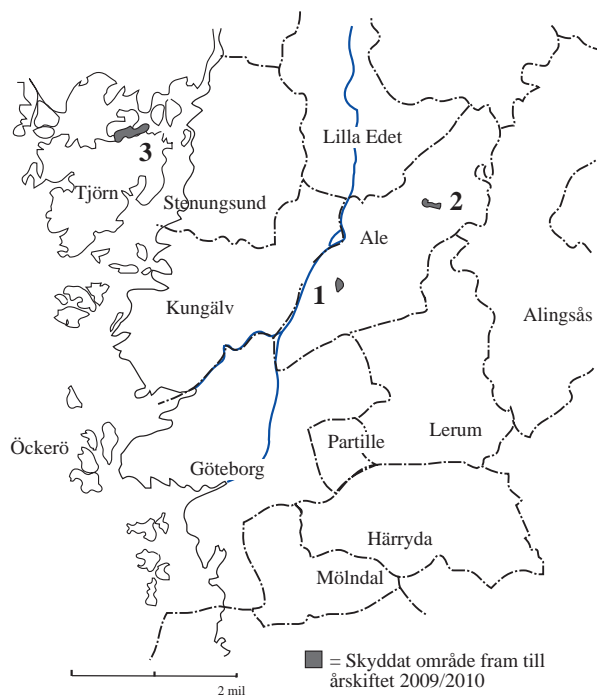 Lilla Edet
3
Tjörn
Stenungsund
2
Ale
1
Kungälv
Alingsås
Öckerö
Partille
Lerum
Göteborg
Härryda
Mölndal
= Skyddat område fram till
årskiftet 2009/2010
2 mil